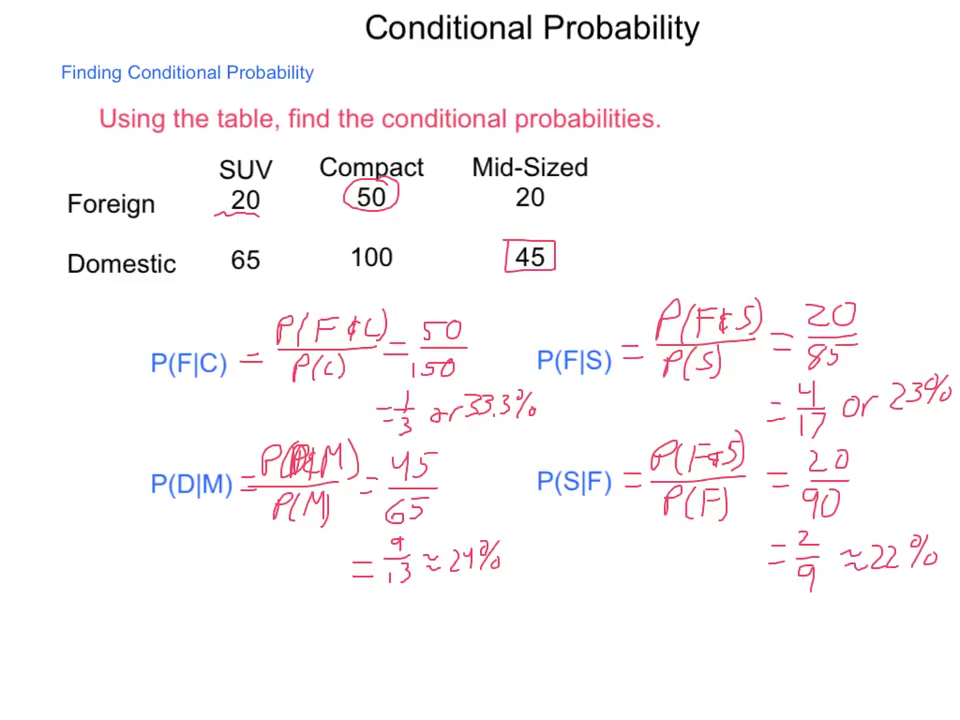 Conditional Probability
Finding Conditional Probability
Using the table, find the conditional probabilities.
SUV Compact Mid-Sized
Foreign 20 50 20
Domestic 65 100 45
P(F|C) = P(F & C) / P(C) = 50 / 150
= 1/3 or 33.3%
P(F|S) = P(F & S) / P(S) = 20 / 85
= 4/17 or 23%
P(D|M) = P(D & M) / P(M) = 45 / 65
= 9/13 ≈ 24%
P(S|F) = P(F & S) / P(F) = 20 / 90
= 2/9 ≈ 22%